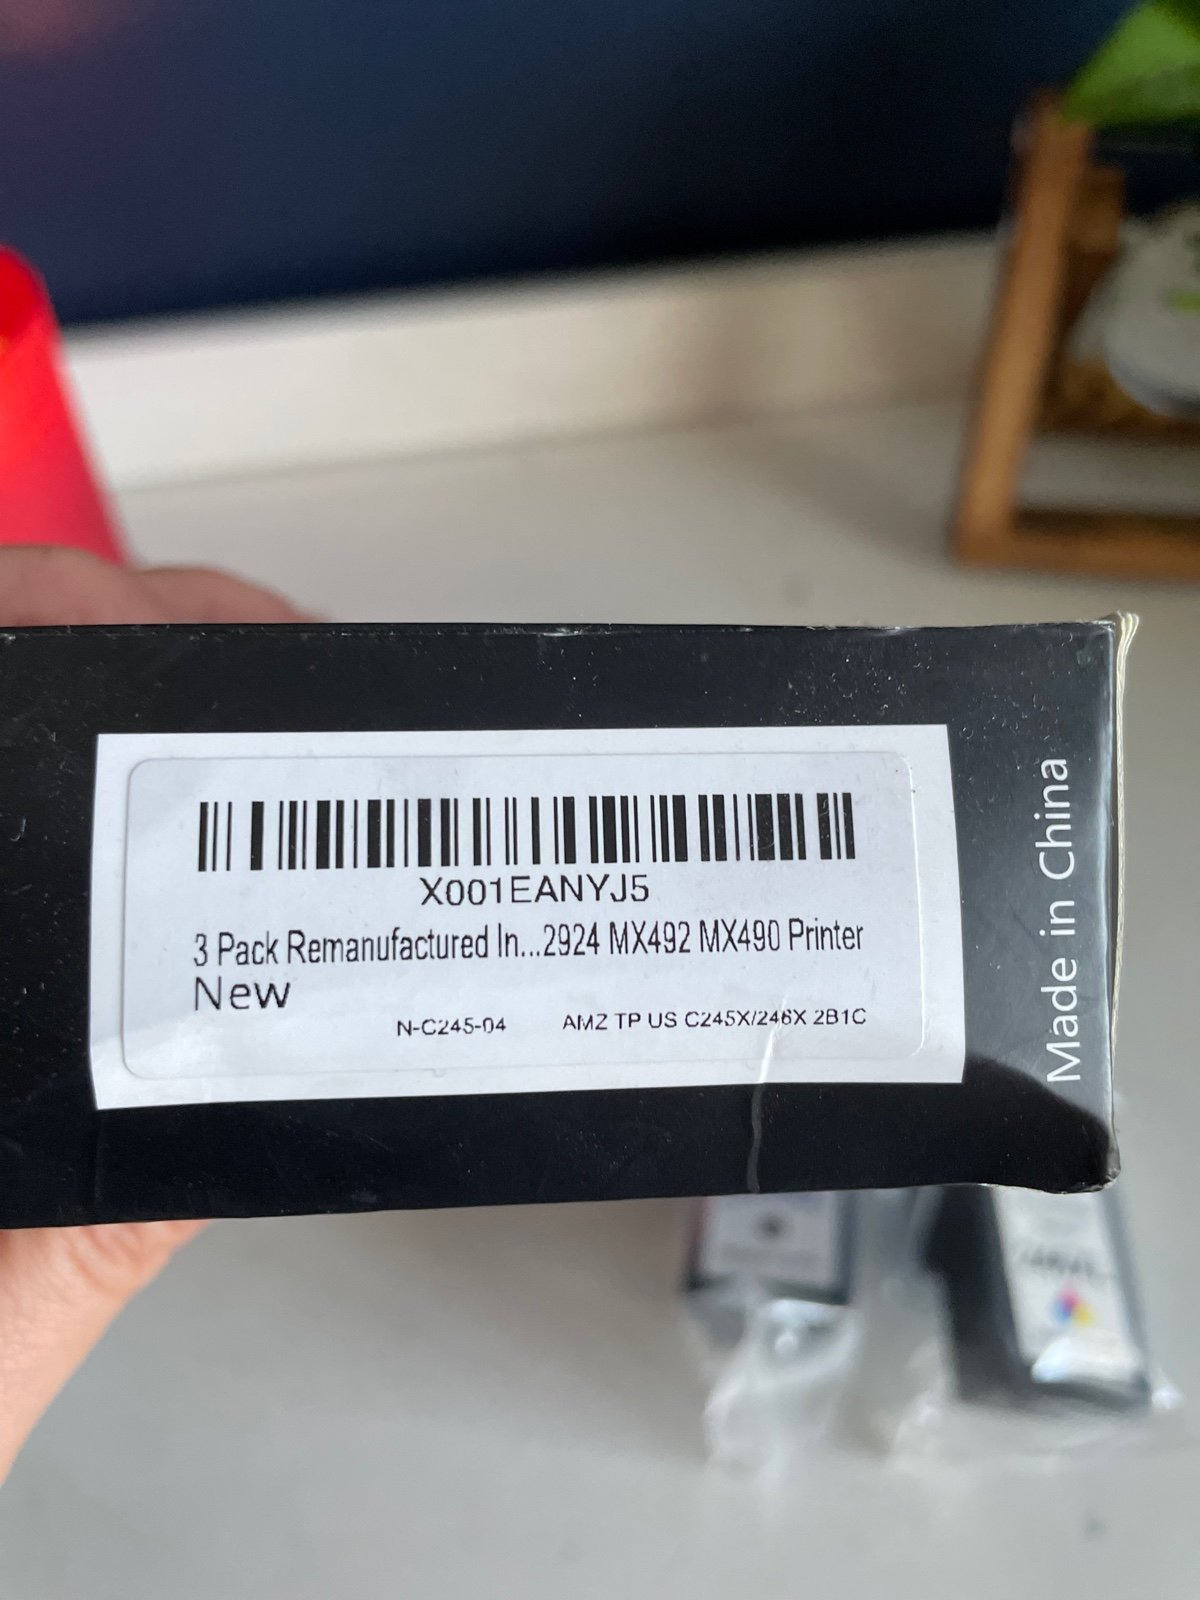 X001EANYJ5
3 Pack Remanufactured In...2924 MX492 MX490 Printer
New
N-C245-04 AMZ TP US C245X/246X 2B1C
Made in China